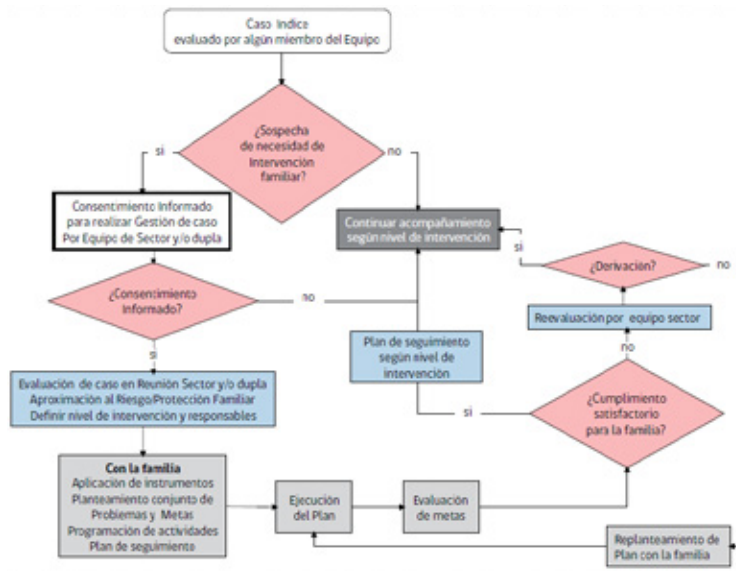 Caso Indice
evaluado por algún miembro del Equipo
¿Sospecha
de necesidad de
Intervención
familiar?
si
no
Consentimiento Informado
para realizar Gestión de caso
Por Equipo de Sector y/o dupla
Continuar acompañamiento
según nivel de intervención
si
¿Derivación?
no
¿Consentimiento
Informado?
no
Reevaluación por equipo sector
Plan de seguimiento
según nivel de
intervención
no
si
Evaluación de caso en Reunión Sector y/o dupla
Aproximación al Riesgo/Protección Familiar
Definir nivel de intervención y responsables
si
¿Cumplimiento
satisfactorio
para la familia?
Con la familia
Aplicación de instrumentos
Planteamiento conjunto de
Problemas y Metas
Programación de actividades
Plan de seguimiento
Ejecución
del Plan
Evaluación
de metas
Replanteamiento de
Plan con la familia